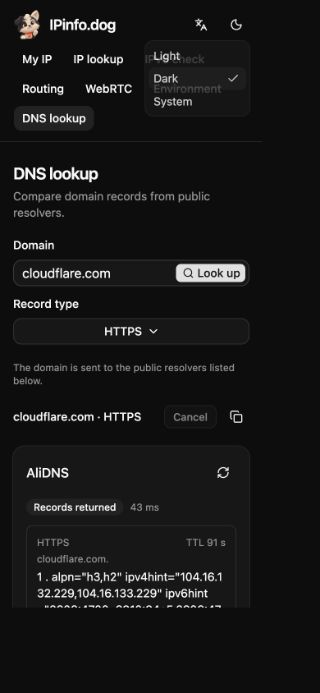 IPinfo.dog
My IP IP lookup
Light
Dark
System
Routing WebRTC Environment
DNS lookup
DNS lookup
Compare domain records from public
resolvers.
Domain
cloudflare.com Look up
Record type
HTTPS
The domain is sent to the public resolvers listed
below.
cloudflare.com · HTTPS Cancel
AliDNS
Records returned 43 ms
HTTPS TTL 91 s
cloudflare.com.
1 . alpn="h3,h2" ipv4hint="104.16.1
32.229,104.16.133.229" ipv6hint